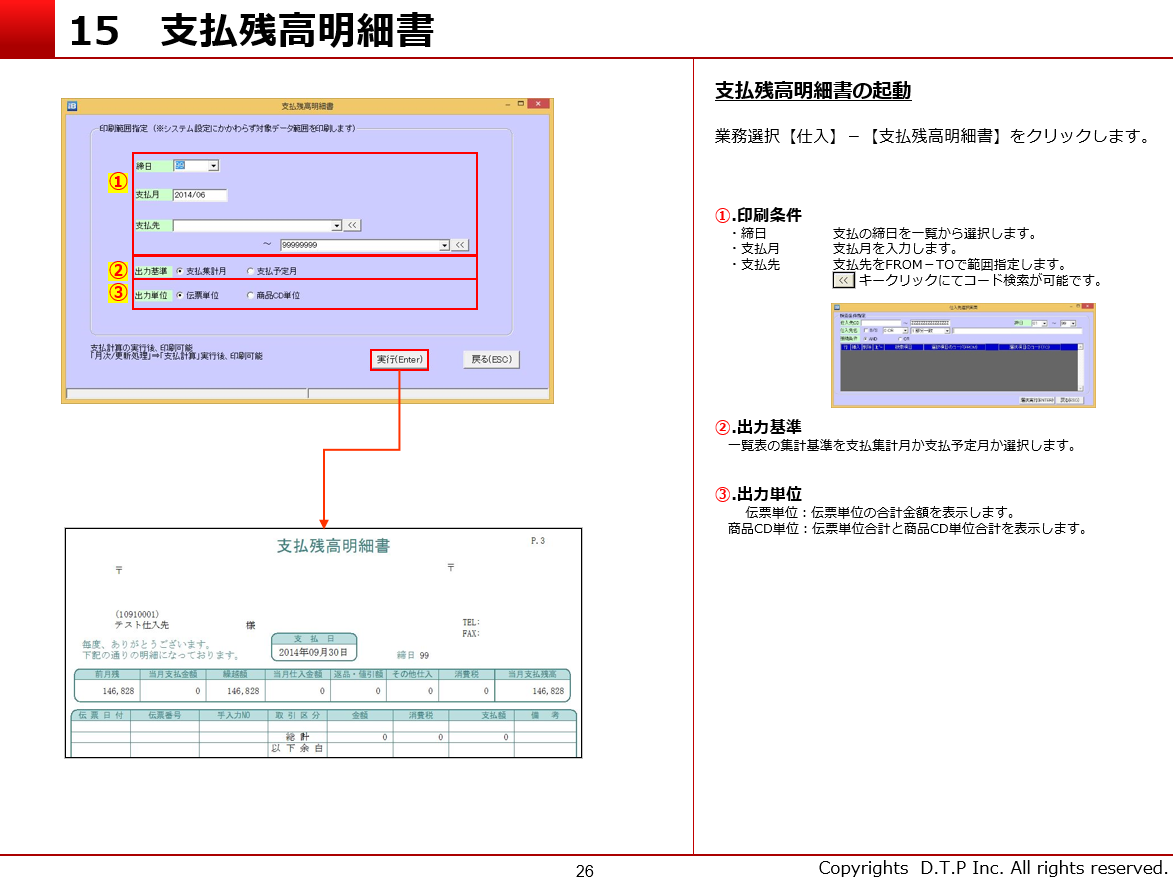 15　支払残高明細書
支払残高明細書
印刷範囲指定（※システム設定にかかわらず対象データ範囲を印刷します）
①
締日 99
支払月 2014/06
支払先 <<
～ 99999999 <<
②
出力基準 支払集計月 支払予定月
③
出力単位 伝票単位 商品CD単位
支払計算の実行後、印刷可能
「月次/更新処理」⇒「支払計算」実行後、印刷可能
実行(Enter) 戻る(ESC)
支払残高明細書
P.3
〒 〒
(10910001)
テスト仕入先 様
TEL:
FAX:
毎度、ありがとうございます。
下記の通りの明細になっております。
支 払 日
2014年09月30日
締日 99
前月残 当月支払金額 繰越額 当月仕入金額 返品・値引額 その他仕入 消費税 当月支払残高
146,828 0 146,828 0 0 0 0 146,828
伝 票 日 付 伝票番号 手入力NO 取 引 区 分 金額 消費税 支払額 備　考
総 計 0 0 0
以 下 余 白
支払残高明細書の起動
業務選択【仕入】－【支払残高明細書】をクリックします。
①.印刷条件
・締日 支払の締日を一覧から選択します。
・支払月 支払月を入力します。
・支払先 支払先をFROM－TOで範囲指定します。
<< キークリックにてコード検索が可能です。
仕入先選択画面
②.出力基準
一覧表の集計基準を支払集計月か支払予定月か選択します。
③.出力単位
伝票単位：伝票単位の合計金額を表示します。
商品CD単位：伝票単位合計と商品CD単位合計を表示します。
26
Copyrights D.T.P Inc. All rights reserved.